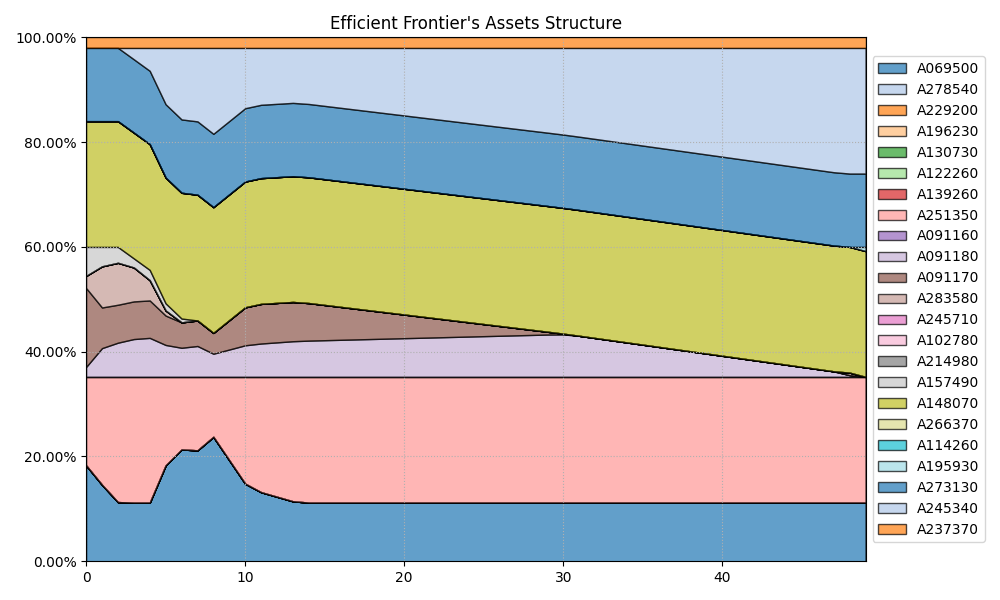 Efficient Frontier's Assets Structure
100.00%
80.00%
60.00%
40.00%
20.00%
0.00%
0
10
20
30
40
A069500
A278540
A229200
A196230
A130730
A122260
A139260
A251350
A091160
A091180
A091170
A283580
A245710
A102780
A214980
A157490
A148070
A266370
A114260
A195930
A273130
A245340
A237370